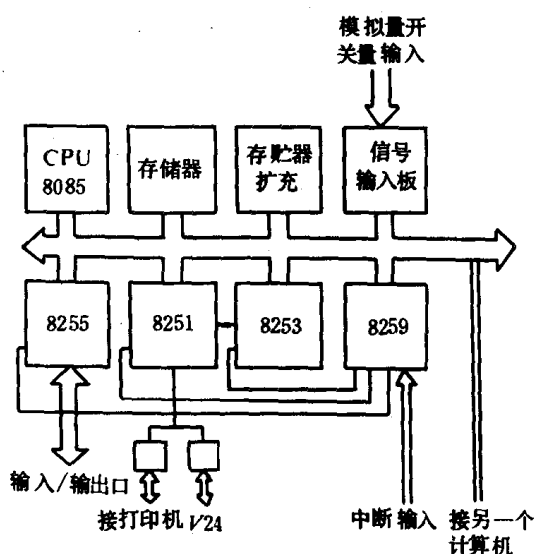 模拟量开
关量输入
CPU
8085
存储器
存贮器
扩充
信号
输入板
8255
8251
8253
8259
输入/输出口
接打印机 V24
中断输入
接另一个
计算机